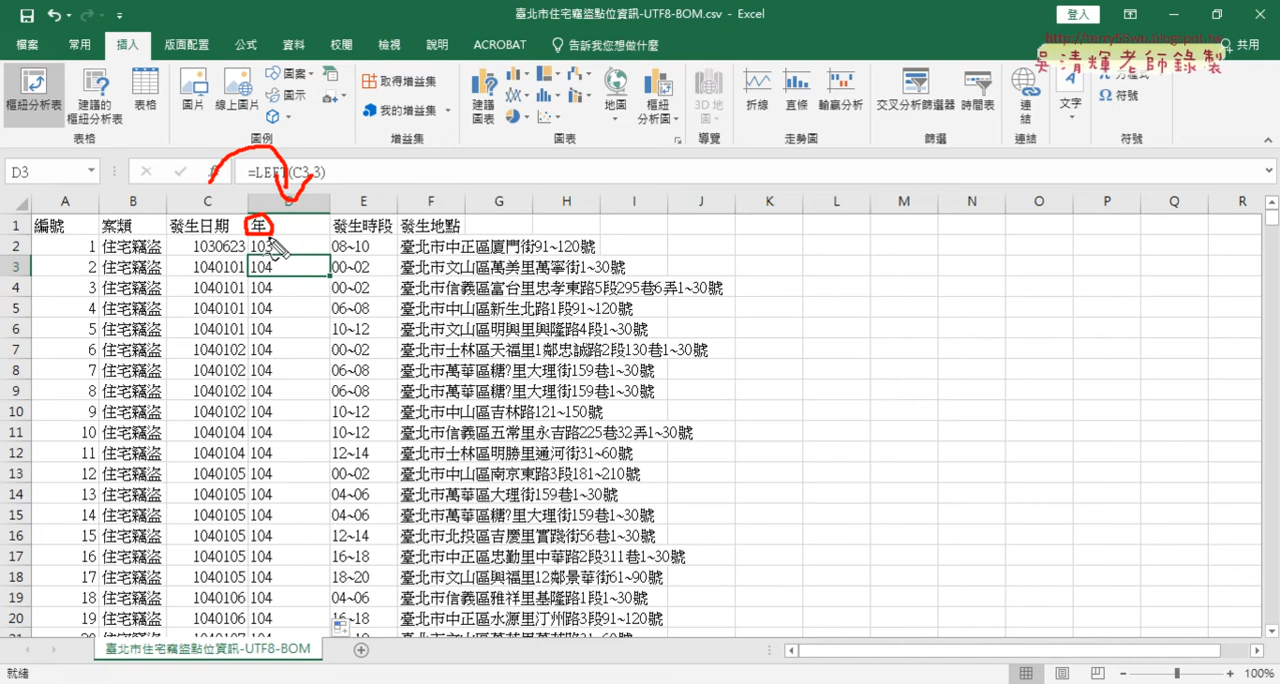 臺北市住宅竊盜點位資訊-UTF8-BOM.csv - Excel
登入
檔案 常用 插入 版面配置 公式 資料 校閱 檢視 說明 ACROBAT 告訴我您想做什麼 共用
http://terry55wu.blogspot.tw
吳清輝老師錄製
樞紐分析表 建議的樞紐分析表 表格 圖片 線上圖片 圖案 圖示 取得增益集 我的增益集 建議圖表 地圖 樞紐分析圖 3D 地圖 折線 直條 輸贏分析 交叉分析篩選器 時間表 連結 文字 方程式 符號
表格 圖例 增益集 圖表 導覽 走勢圖 篩選 連結 符號
D3 =LEFT(C3,3)
A B C D E F G H I J K L M N O P Q R
1 編號 案類 發生日期 年 發生時段 發生地點
2 1 住宅竊盜 1030623 103 08~10 臺北市中正區廈門街91~120號
3 2 住宅竊盜 1040101 104 00~02 臺北市文山區萬美里萬寧街1~30號
4 3 住宅竊盜 1040101 104 00~02 臺北市信義區富台里忠孝東路5段295巷6弄1~30號
5 4 住宅竊盜 1040101 104 06~08 臺北市中山區新生北路1段91~120號
6 5 住宅竊盜 1040101 104 10~12 臺北市文山區明興里興隆路4段1~30號
7 6 住宅竊盜 1040102 104 00~02 臺北市士林區天福里1鄰忠誠路2段130巷1~30號
8 7 住宅竊盜 1040102 104 06~08 臺北市萬華區糖?里大理街159巷1~30號
9 8 住宅竊盜 1040102 104 06~08 臺北市萬華區糖?里大理街159巷1~30號
10 9 住宅竊盜 1040102 104 10~12 臺北市中山區吉林路121~150號
11 10 住宅竊盜 1040104 104 10~12 臺北市信義區五常里永吉路225巷32弄1~30號
12 11 住宅竊盜 1040104 104 12~14 臺北市士林區明勝里通河街31~60號
13 12 住宅竊盜 1040105 104 00~02 臺北市中山區南京東路3段181~210號
14 13 住宅竊盜 1040105 104 04~06 臺北市萬華區大理街159巷1~30號
15 14 住宅竊盜 1040105 104 04~06 臺北市萬華區糖?里大理街159巷1~30號
16 15 住宅竊盜 1040105 104 12~14 臺北市北投區吉慶里實踐街56巷1~30號
17 16 住宅竊盜 1040105 104 16~18 臺北市中正區忠勤里中華路2段311巷1~30號
18 17 住宅竊盜 1040105 104 18~20 臺北市文山區興福里12鄰景華街61~90號
19 18 住宅竊盜 1040106 104 04~06 臺北市信義區雅祥里基隆路1段1~30號
20 19 住宅竊盜 1040106 104 16~18 臺北市中正區水源里汀州路3段91~120號
臺北市住宅竊盜點位資訊-UTF8-BOM
就緒 100%